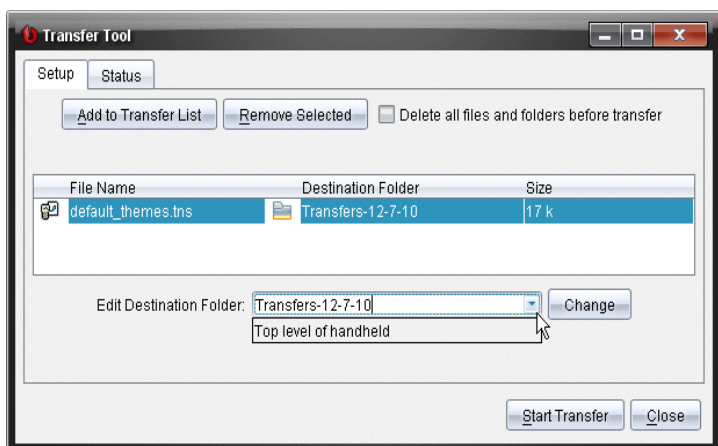 Transfer Tool
Setup Status
Add to Transfer List Remove Selected Delete all files and folders before transfer
File Name Destination Folder Size
default_themes.tns Transfers-12-7-10 17 k
Edit Destination Folder: Transfers-12-7-10 Change
Top level of handheld
Start Transfer Close